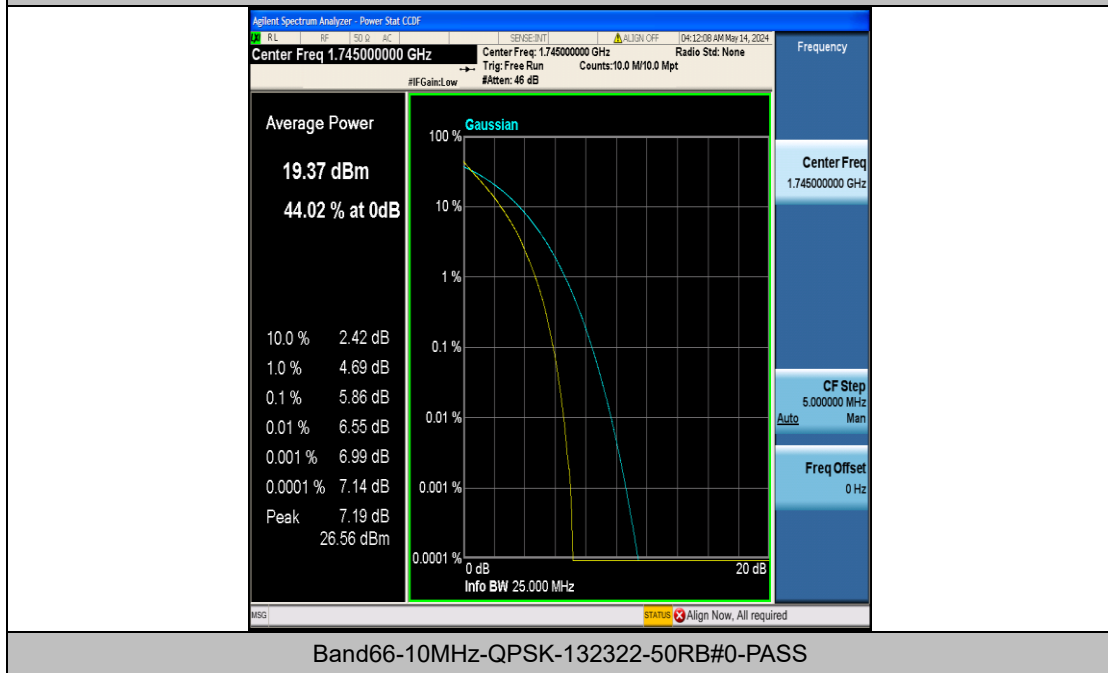 Agilent Spectrum Analyzer - Power Stat CCDF
RL RF 50 Ω AC SENSE:INT ALIGN OFF 04:12:08 AM May 14, 2024
Center Freq 1.745000000 GHz
Center Freq: 1.745000000 GHz Radio Std: None
Trig: Free Run Counts:10.0 M/10.0 Mpt
#IFGain:Low #Atten: 46 dB
Frequency
Average Power
19.37 dBm
44.02 % at 0dB
10.0 % 2.42 dB
1.0 % 4.69 dB
0.1 % 5.86 dB
0.01 % 6.55 dB
0.001 % 6.99 dB
0.0001 % 7.14 dB
Peak 7.19 dB
26.56 dBm
Gaussian
100 %
10 %
1 %
0.1 %
0.01 %
0.001 %
0.0001 %
0 dB 20 dB
Info BW 25.000 MHz
Center Freq
1.745000000 GHz
CF Step
5.000000 MHz
Auto Man
Freq Offset
0 Hz
MSG STATUS Align Now, All required
Band66-10MHz-QPSK-132322-50RB#0-PASS